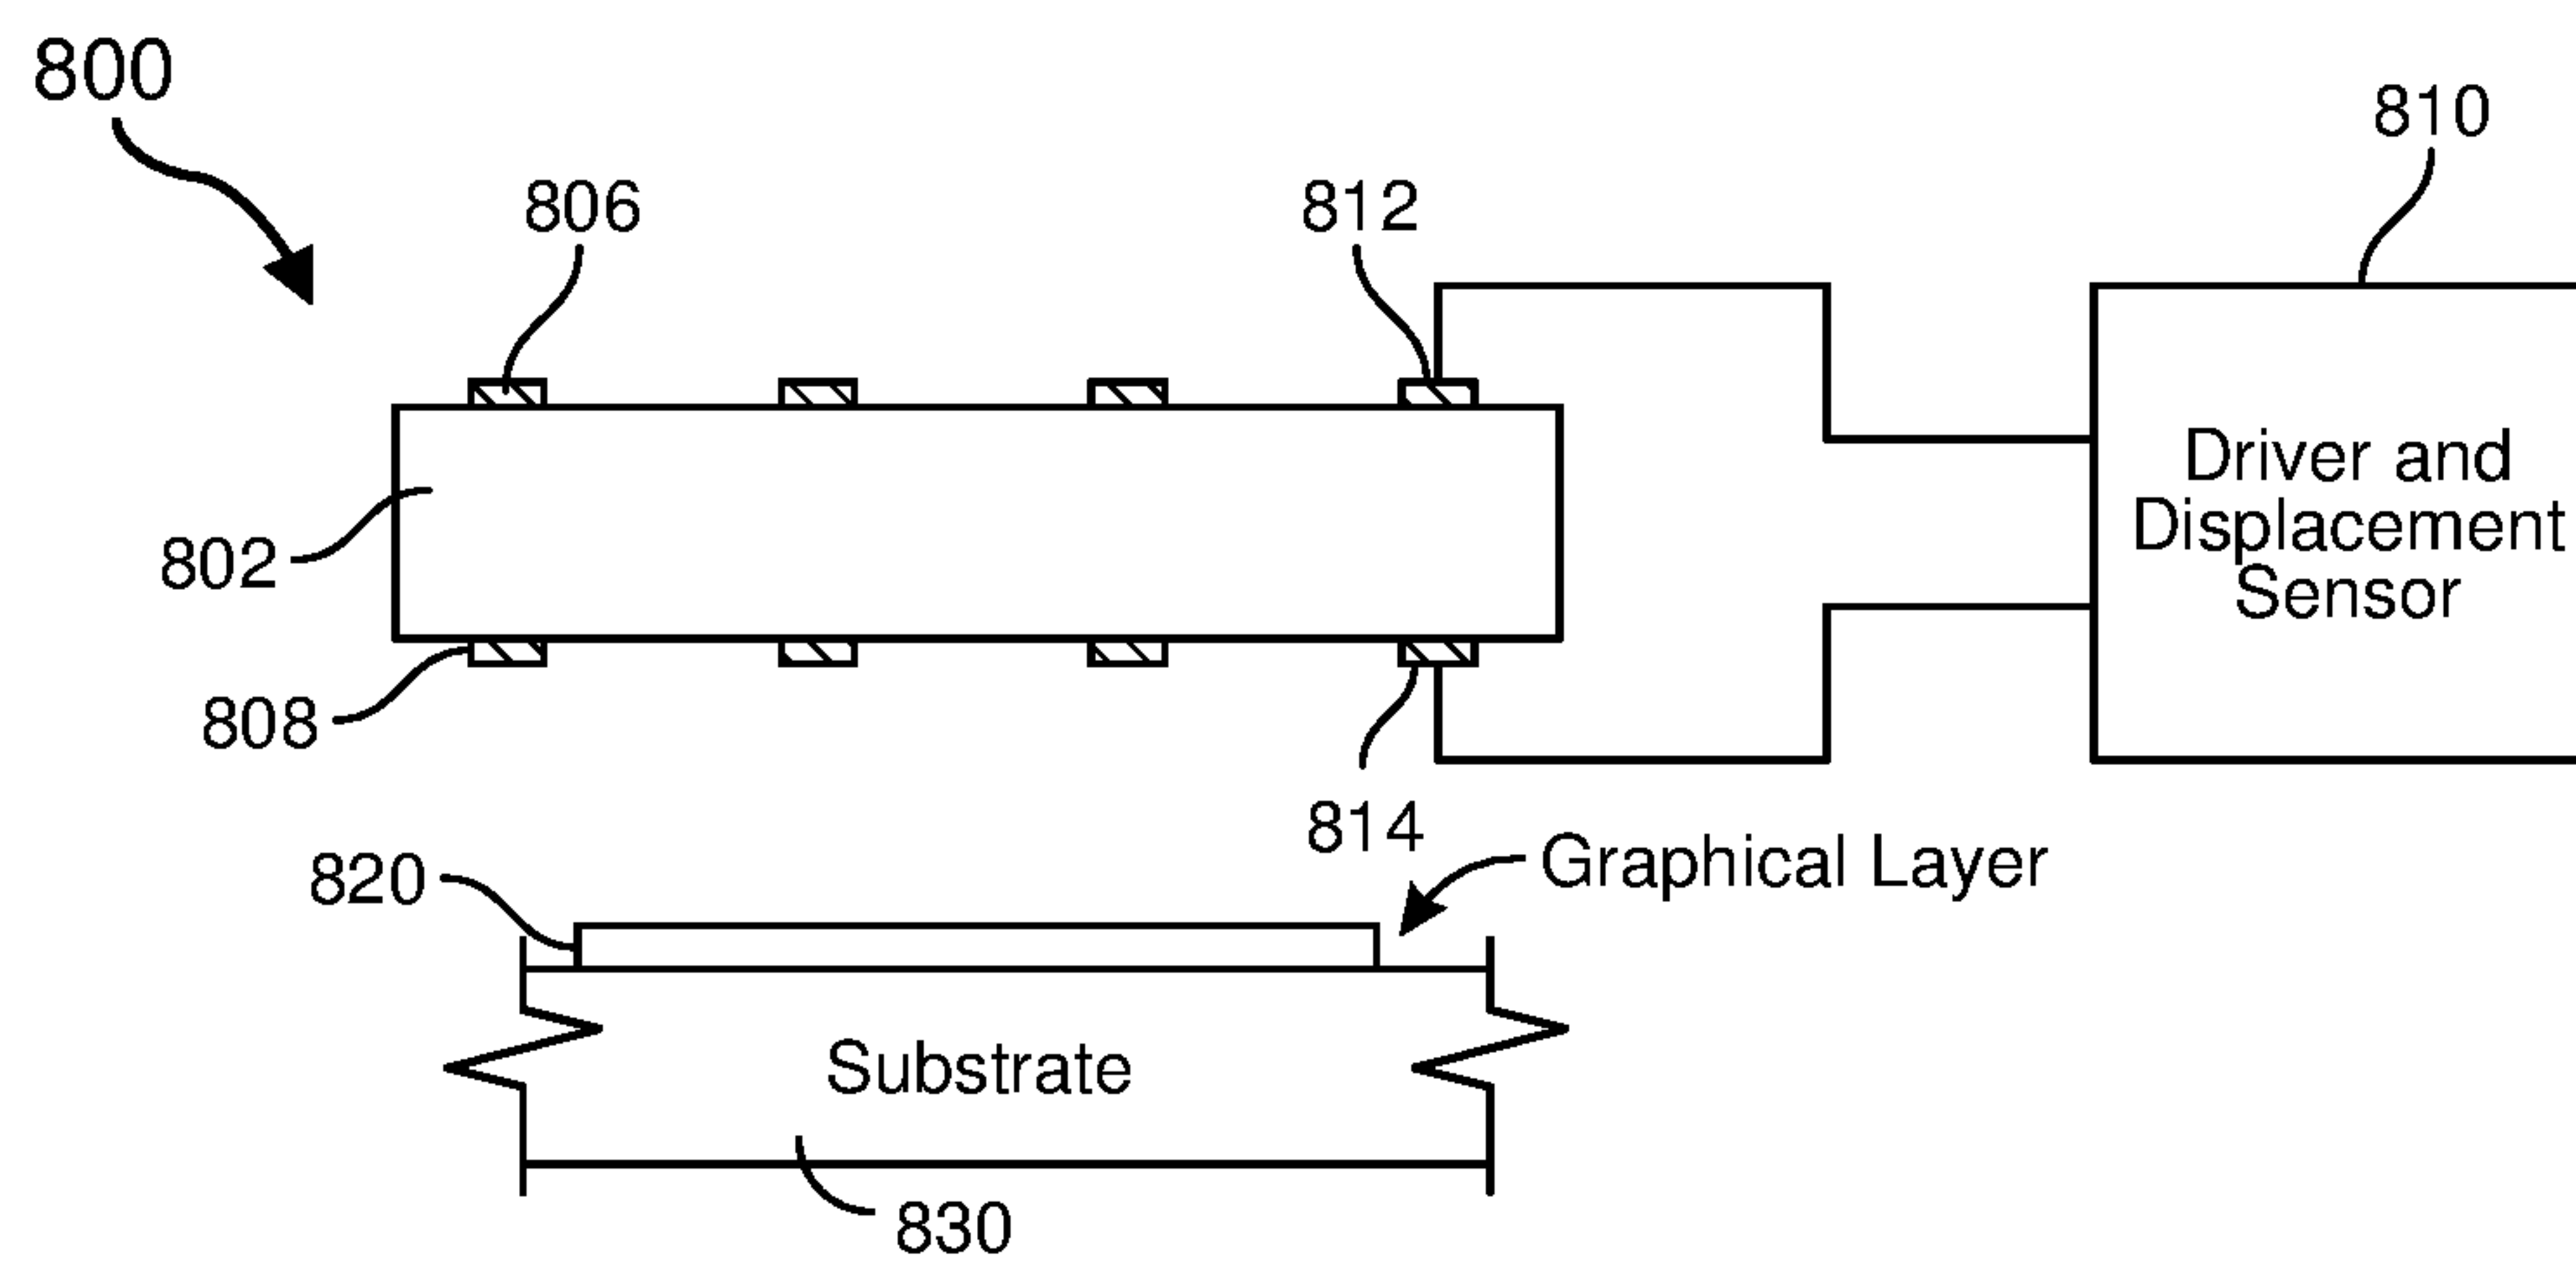 800
810
806
812
Driver and
Displacement
Sensor
802
808
814
Graphical Layer
820
Substrate
830